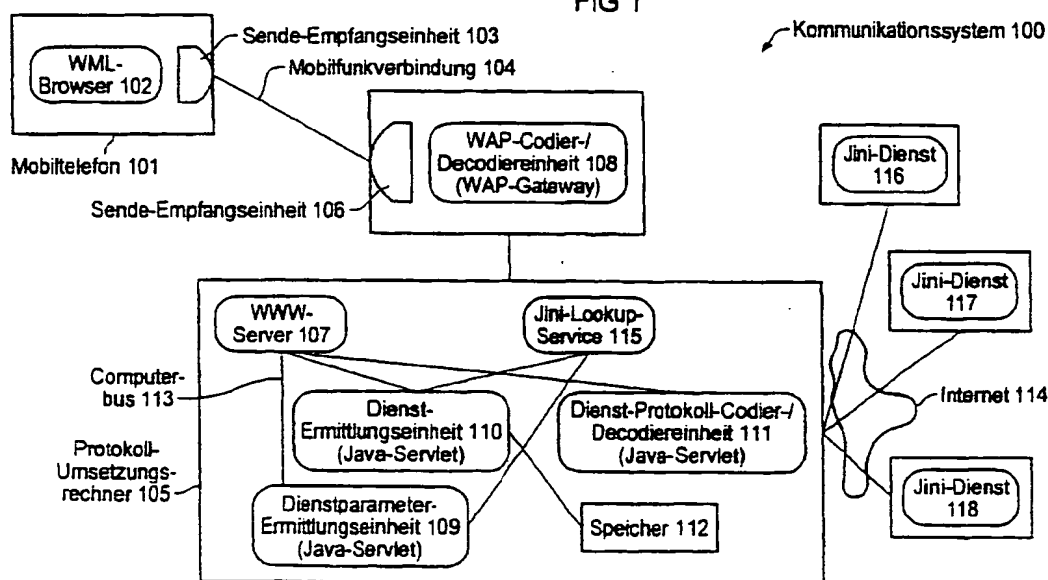 FIG 1
Kommunikationssystem 100
Sende-Empfangseinheit 103
WML-
Browser 102
Mobilfunkverbindung 104
Mobiltelefon 101
WAP-Codier-/
Decodiereinheit 108
(WAP-Gateway)
Sende-Empfangseinheit 106
Jini-Dienst
116
Jini-Dienst
117
WWW-
Server 107
Jini-Lookup-
Service 115
Computer-
bus 113
Internet 114
Dienst-
Ermittlungseinheit 110
(Java-Servlet)
Dienst-Protokoll-Codier-/
Decodiereinheit 111
(Java-Servlet)
Protokoll-
Umsetzungs-
rechner 105
Dienstparameter-
Ermittlungseinheit 109
(Java-Servlet)
Speicher 112
Jini-Dienst
118